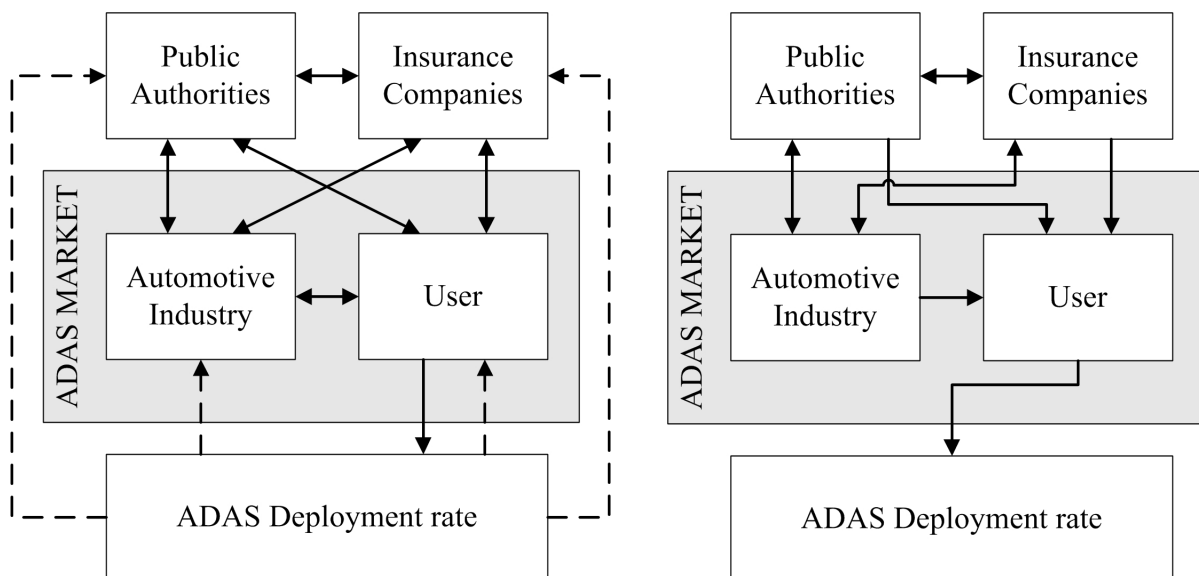 Public
Authorities
Insurance
Companies
ADAS MARKET
Automotive
Industry
User
ADAS Deployment rate
Public
Authorities
Insurance
Companies
ADAS MARKET
Automotive
Industry
User
ADAS Deployment rate